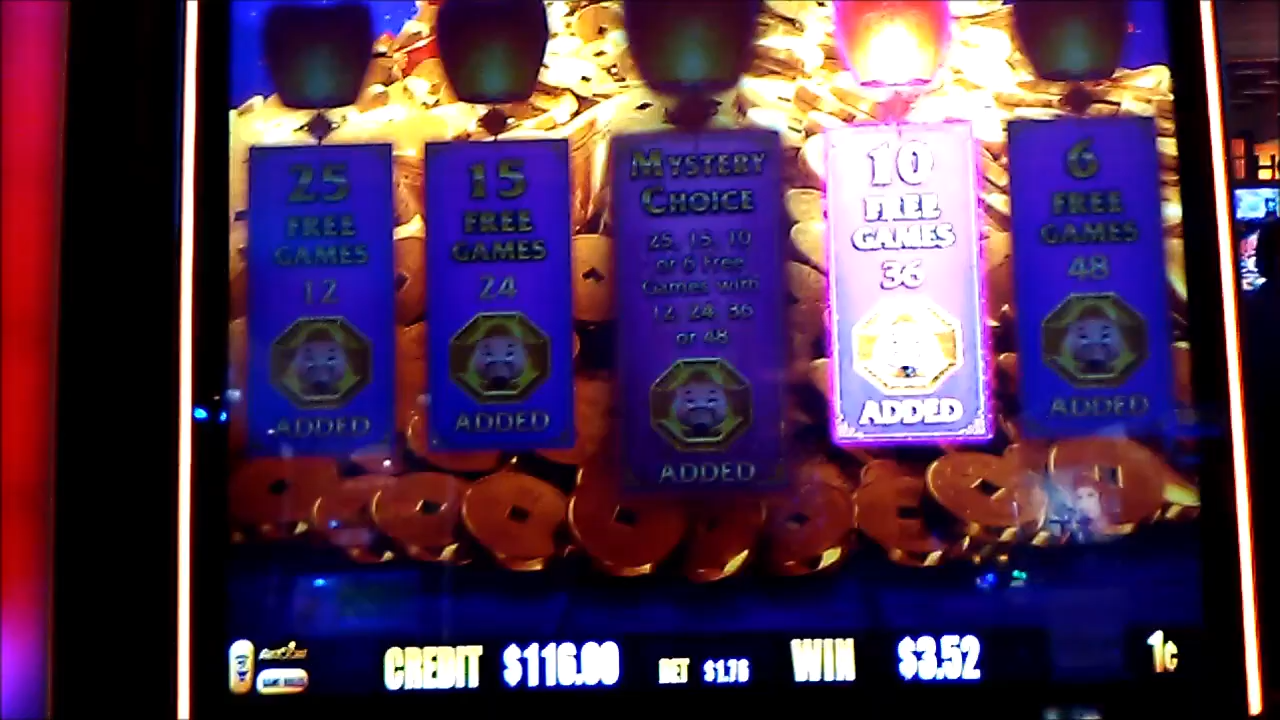 25
FREE
GAMES
12
ADDED
15
FREE
GAMES
24
ADDED
MYSTERY
CHOICE
25, 15, 10
or 6 Free
Games with
12, 24, 36
or 48
ADDED
10
FREE
GAMES
36
ADDED
6
FREE
GAMES
48
ADDED
CREDIT $116.00 BET $1.76 WIN $3.52 1c